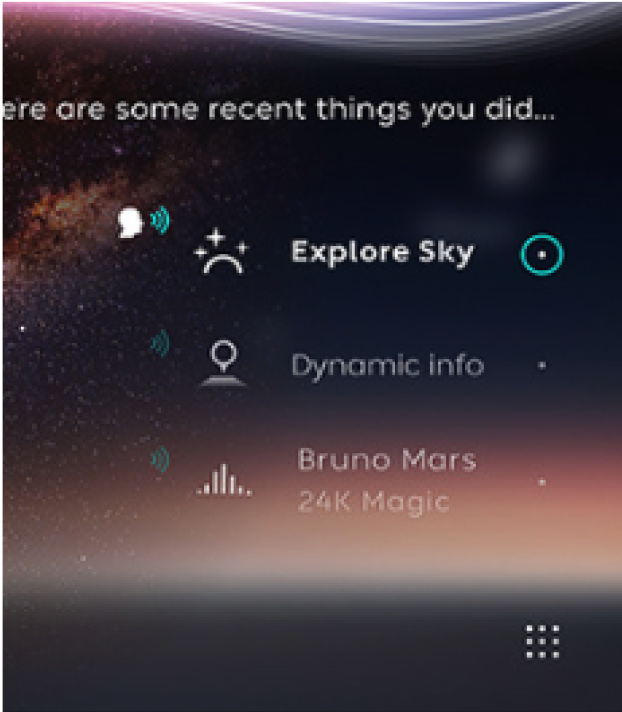 ere are some recent things you did...
Explore Sky
Dynamic info
Bruno Mars
24K Magic